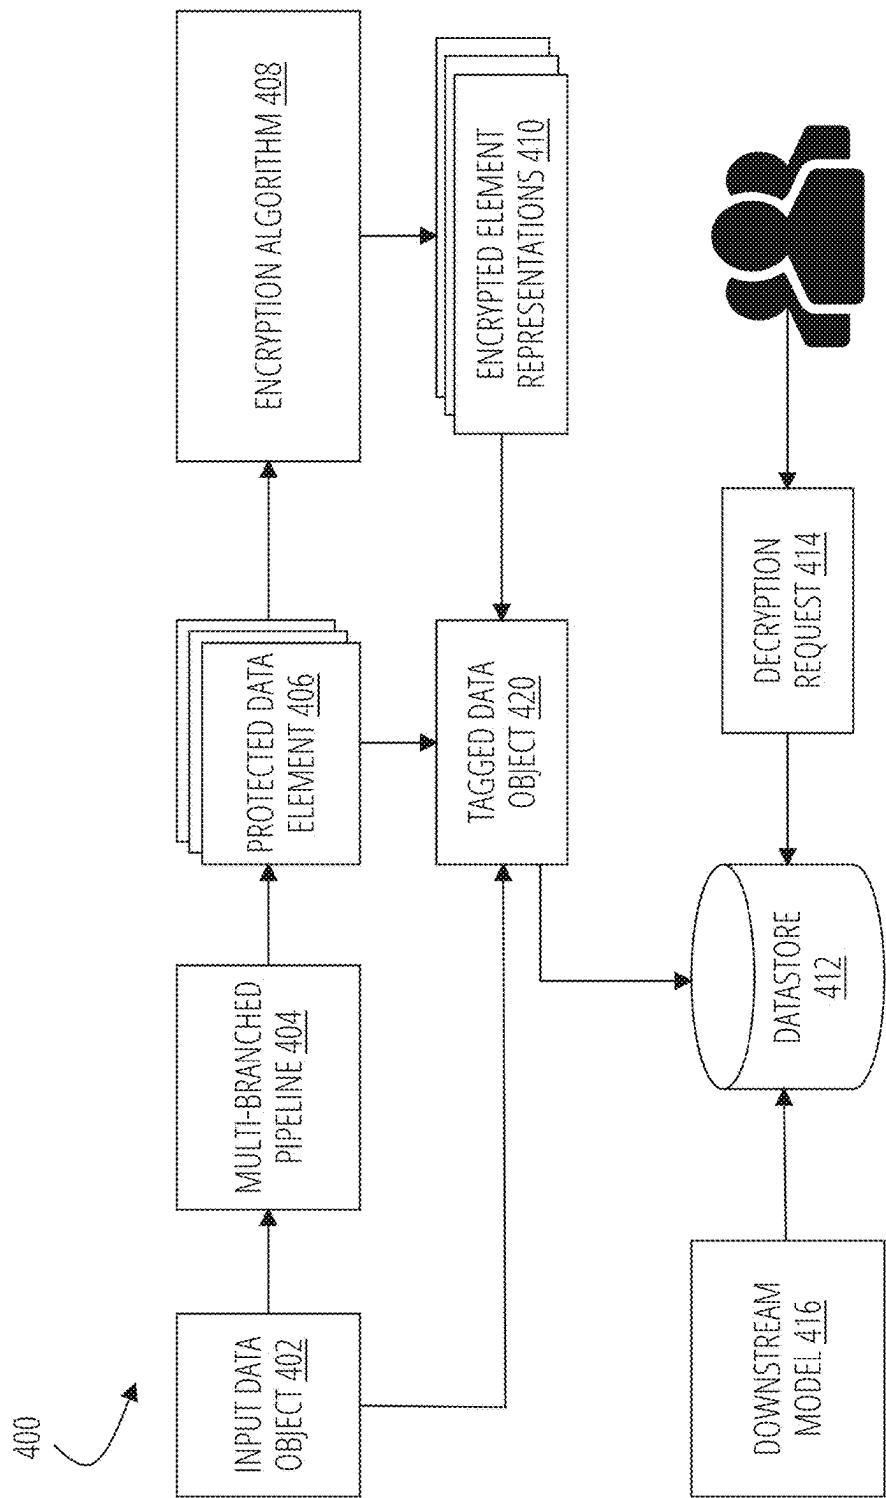 400
INPUT DATA
OBJECT 402
MULTI-BRANCHED
PIPELINE 404
PROTECTED DATA
ELEMENT 406
ENCRYPTION ALGORITHM 408
TAGGED DATA
OBJECT 420
ENCRYPTED ELEMENT
REPRESENTATIONS 410
DOWNSTREAM
MODEL 416
DATASTORE
412
DECRYPTION
REQUEST 414